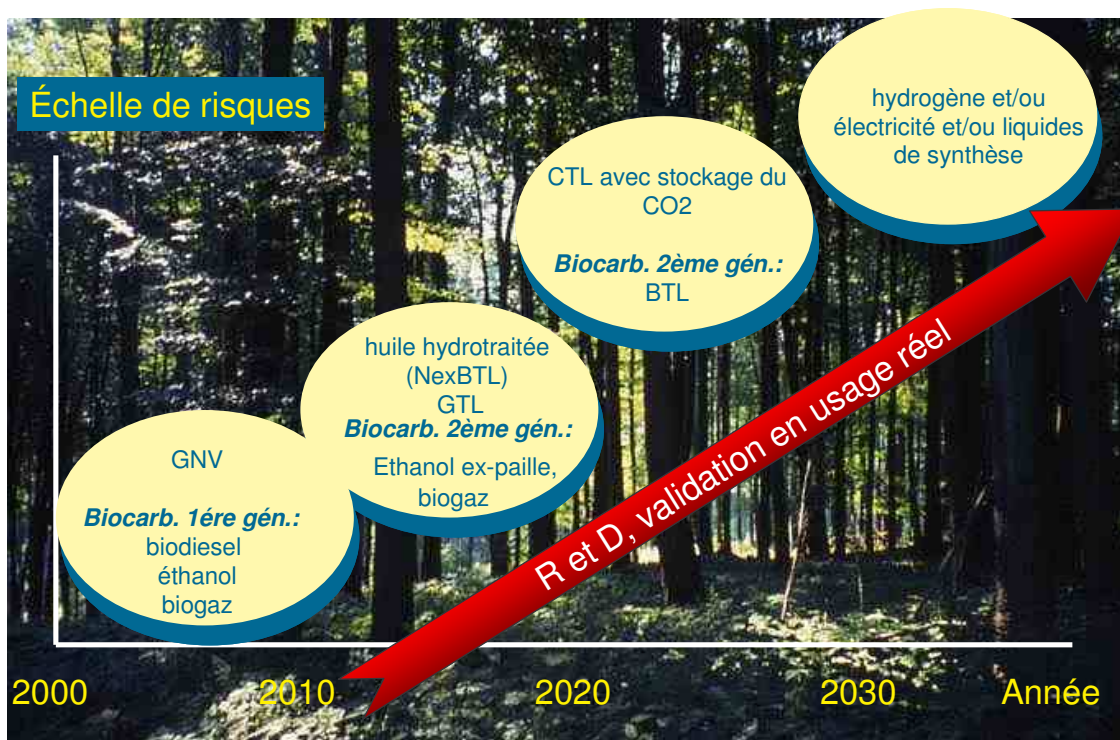 Échelle de risques
hydrogène et/ou
électricité et/ou liquides
de synthèse
CTL avec stockage du
CO2
Biocarb. 2ème gén.:
BTL
huile hydrotraitée
(NexBTL)
GTL
Biocarb. 2ème gén.:
Ethanol ex-paille,
biogaz
GNV
Biocarb. 1ére gén.:
biodiesel
éthanol
biogaz
R et D, validation en usage réel
2000 2010 2020 2030 Année